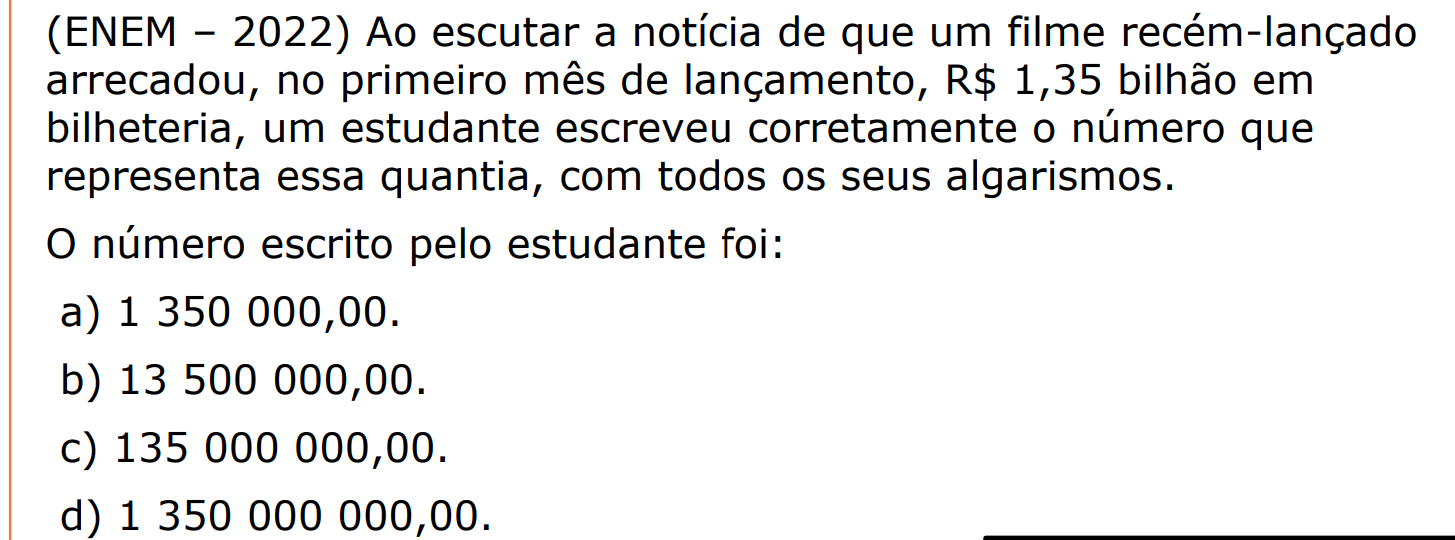 (ENEM – 2022) Ao escutar a notícia de que um filme recém-lançado
arrecadou, no primeiro mês de lançamento, R$ 1,35 bilhão em
bilheteria, um estudante escreveu corretamente o número que
representa essa quantia, com todos os seus algarismos.
O número escrito pelo estudante foi:
a) 1 350 000,00.
b) 13 500 000,00.
c) 135 000 000,00.
d) 1 350 000 000,00.